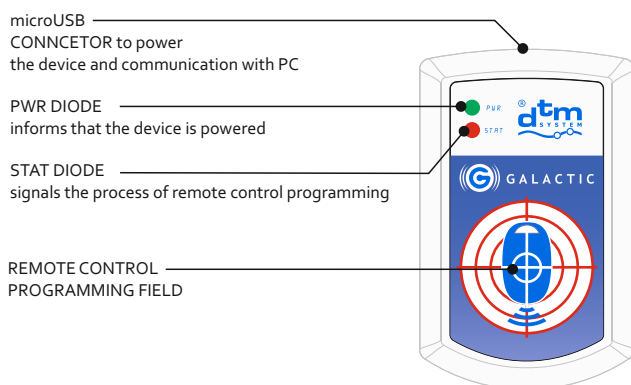 microUSB
CONNCETOR to power
the device and communication with PC
PWR DIODE
informs that the device is powered
STAT DIODE
signals the process of remote control programming
REMOTE CONTROL
PROGRAMMING FIELD
PWR
STAT
® dtm
SYSTEM
G GALACTIC